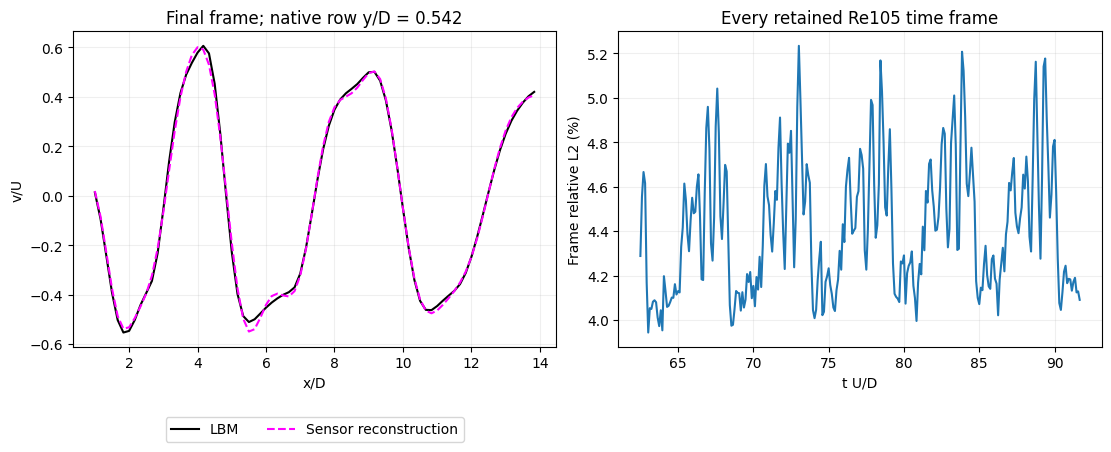 Final frame; native row y/D = 0.542
v/U
0.6
0.4
0.2
0.0
−0.2
−0.4
−0.6
2 4 6 8 10 12 14
x/D
LBM Sensor reconstruction
Every retained Re105 time frame
Frame relative L2 (%)
5.2
5.0
4.8
4.6
4.4
4.2
4.0
65 70 75 80 85 90
t U/D